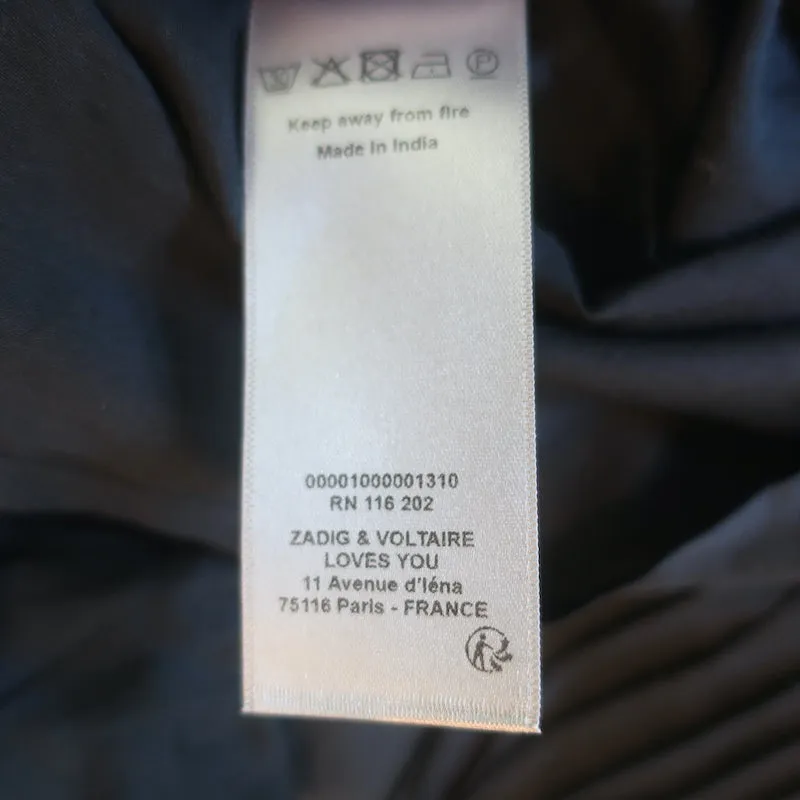 Keep away from fire
Made in India
00001000001310
RN 116 202
ZADIG & VOLTAIRE
LOVES YOU
11 Avenue d'Iéna
75116 Paris - FRANCE